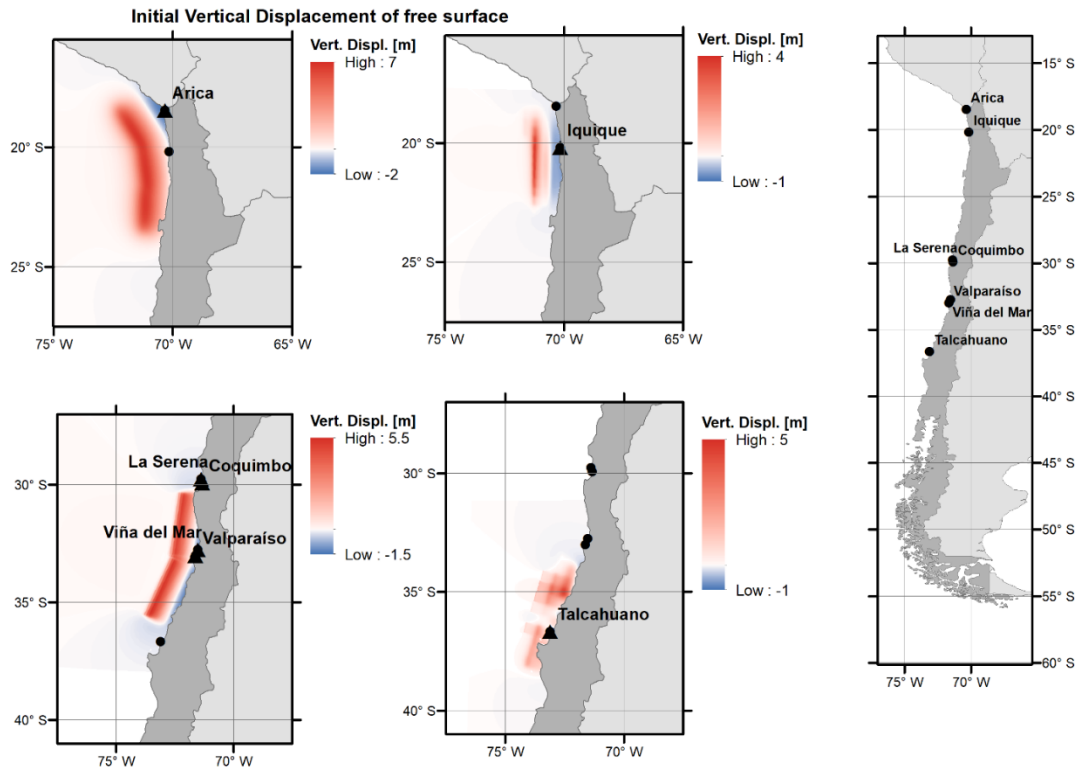 Initial Vertical Displacement of free surface
Vert. Displ. [m]
High : 7
Low : -2
Arica
20° S
25° S
75° W
70° W
65° W
Vert. Displ. [m]
High : 4
Low : -1
Iquique
20° S
25° S
75° W
70° W
65° W
Vert. Displ. [m]
High : 5.5
Low : -1.5
La Serena
Coquimbo
Viña del Mar
Valparaíso
30° S
35° S
40° S
75° W
70° W
Vert. Displ. [m]
High : 5
Low : -1
Talcahuano
30° S
35° S
40° S
75° W
70° W
Arica
Iquique
La Serena
Coquimbo
Valparaíso
Viña del Mar
Talcahuano
15° S
20° S
25° S
30° S
35° S
40° S
45° S
50° S
55° S
60° S
75° W
70° W